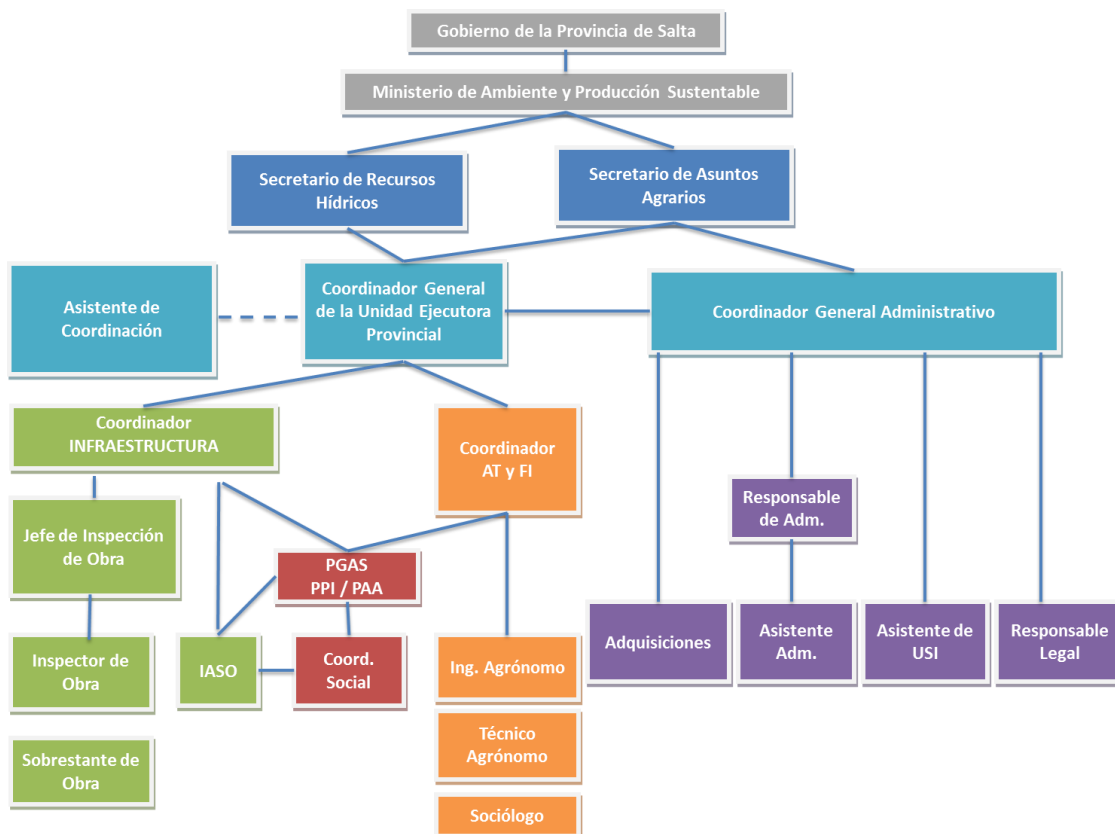 Gobierno de la Provincia de Salta
Ministerio de Ambiente y Producción Sustentable
Secretario de Recursos
Hídricos
Secretario de Asuntos
Agrarios
Asistente de
Coordinación
Coordinador General
de la Unidad Ejecutora
Provincial
Coordinador General Administrativo
Coordinador
INFRAESTRUCTURA
Coordinador
AT y FI
Jefe de Inspección
de Obra
Responsable
de Adm.
PGAS
PPI / PAA
Inspector de
Obra
IASO
Coord.
Social
Ing. Agrónomo
Adquisiciones
Asistente
Adm.
Asistente de
USI
Responsable
Legal
Sobrestante de
Obra
Técnico
Agrónomo
Sociólogo